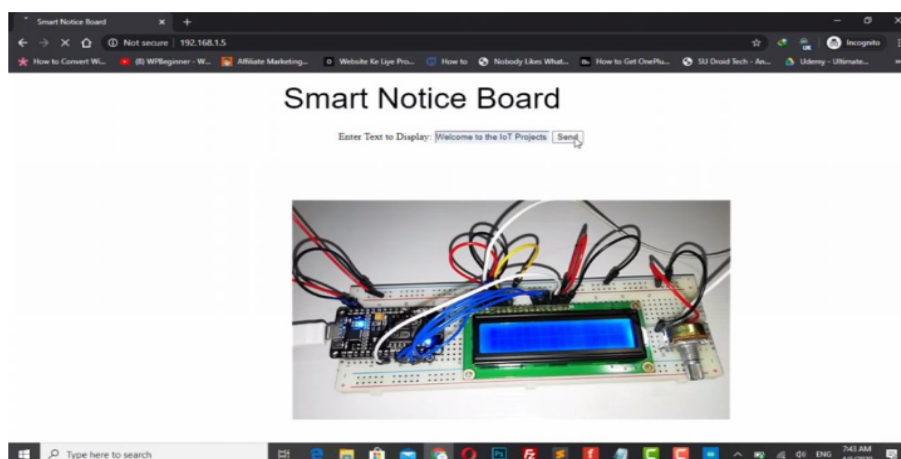 Smart Notice Board
Not secure | 192.168.1.5
Incognito
How to Convert Wi...
(8) WPBeginner - W...
Affiliate Marketing...
Website Ke Liye Pro...
How to
Nobody Likes What...
How to Get OnePlu...
SU Droid Tech - An...
Udemy - Ultimate...
Smart Notice Board
Enter Text to Display: Welcome to the IoT Projects Send
Type here to search
ENG
7:43 AM